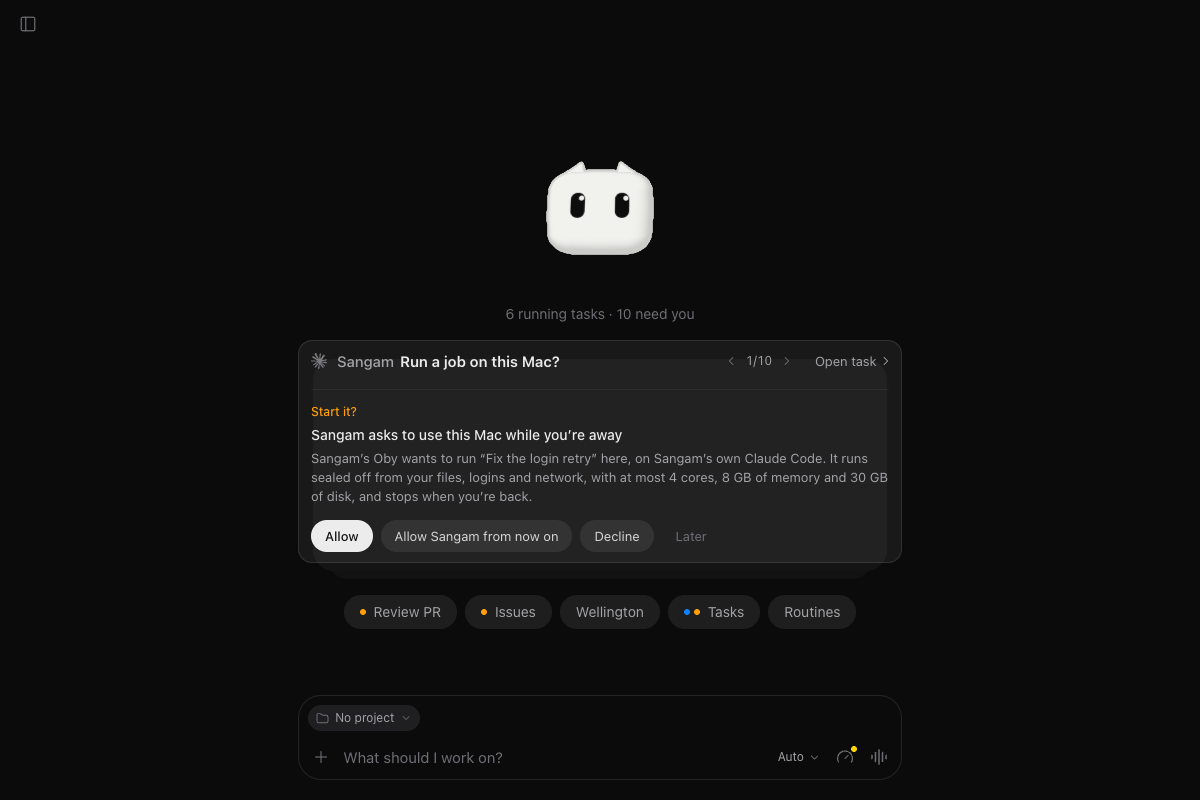 6 running tasks · 10 need you
Sangam Run a job on this Mac? 1/10 Open task
Start it?
Sangam asks to use this Mac while you’re away
Sangam’s Oby wants to run “Fix the login retry” here, on Sangam’s own Claude Code. It runs
sealed off from your files, logins and network, with at most 4 cores, 8 GB of memory and 30 GB
of disk, and stops when you’re back.
Allow Allow Sangam from now on Decline Later
Review PR Issues Wellington Tasks Routines
No project
What should I work on? Auto